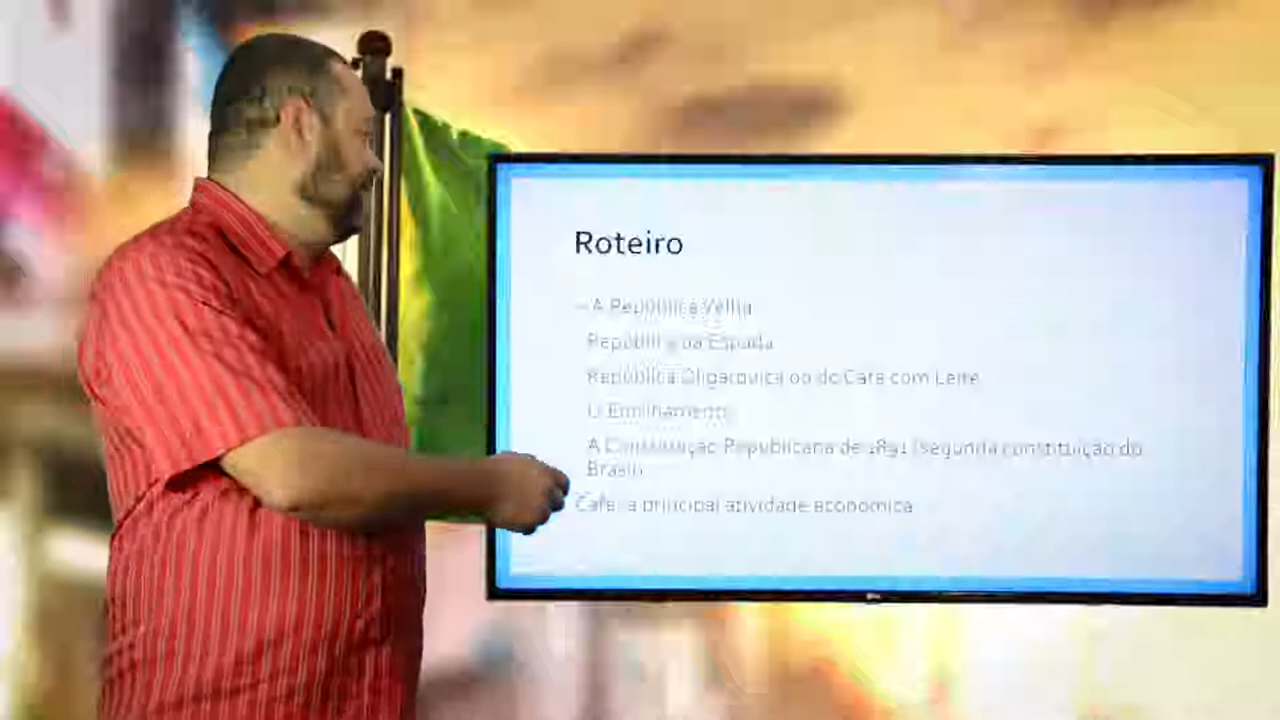 Roteiro
- A República Velha
República da Espada
República Oligárquica ou do Café com Leite
O Encilhamento
A Constituição Republicana de 1891 (segunda constituição do
Brasil)
Café: a principal atividade econômica